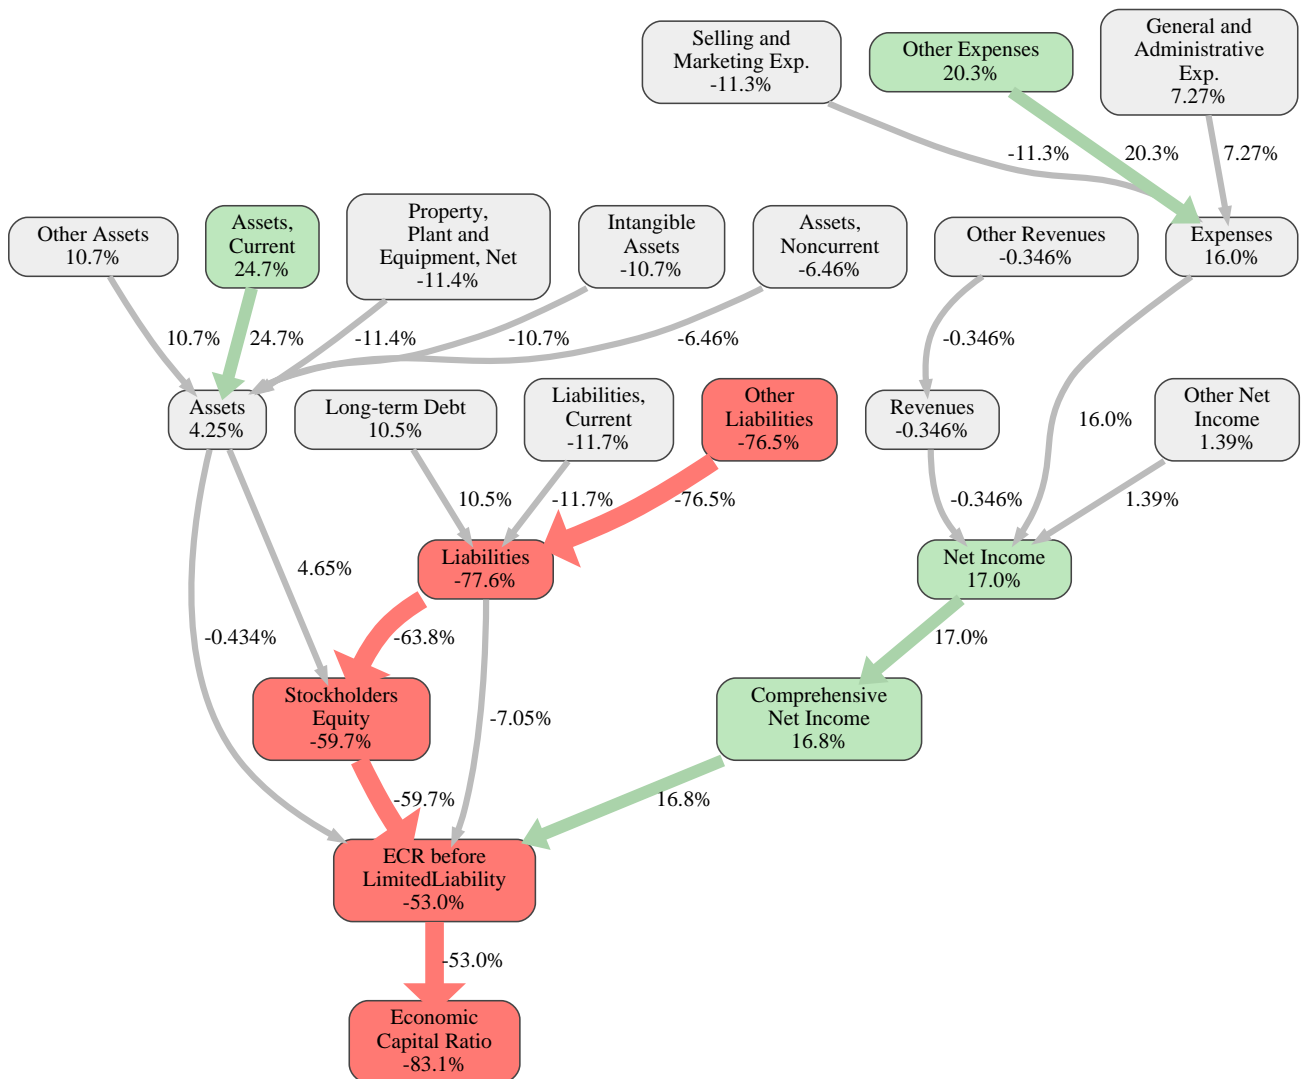 Selling and
Marketing Exp.
-11.3%
Other Expenses
20.3%
General and
Administrative
Exp.
7.27%
-11.3%
20.3%
7.27%
Other Assets
10.7%
Assets,
Current
24.7%
Property,
Plant and
Equipment, Net
-11.4%
Intangible
Assets
-10.7%
Assets,
Noncurrent
-6.46%
Other Revenues
-0.346%
Expenses
16.0%
10.7%
24.7%
-11.4%
-10.7%
-6.46%
-0.346%
16.0%
Assets
4.25%
Long-term Debt
10.5%
Liabilities,
Current
-11.7%
Other
Liabilities
-76.5%
Revenues
-0.346%
Other Net
Income
1.39%
10.5%
-11.7%
-76.5%
-0.346%
1.39%
Liabilities
-77.6%
Net Income
17.0%
4.65%
-0.434%
-63.8%
-7.05%
17.0%
Stockholders
Equity
-59.7%
Comprehensive
Net Income
16.8%
-59.7%
16.8%
ECR before
LimitedLiability
-53.0%
-53.0%
Economic
Capital Ratio
-83.1%